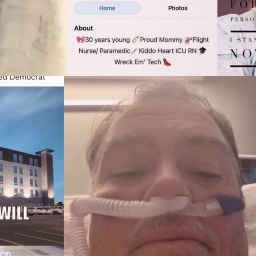 Home Photos
About
🎀30 years young🌶Proud Mommy🚁Flight
Nurse/ Paramedic💉Kiddo Heart ICU RN 🎓
Wreck Em' Tech
FOR
PERSO
I STAN
NO
ed Democrat
WILL